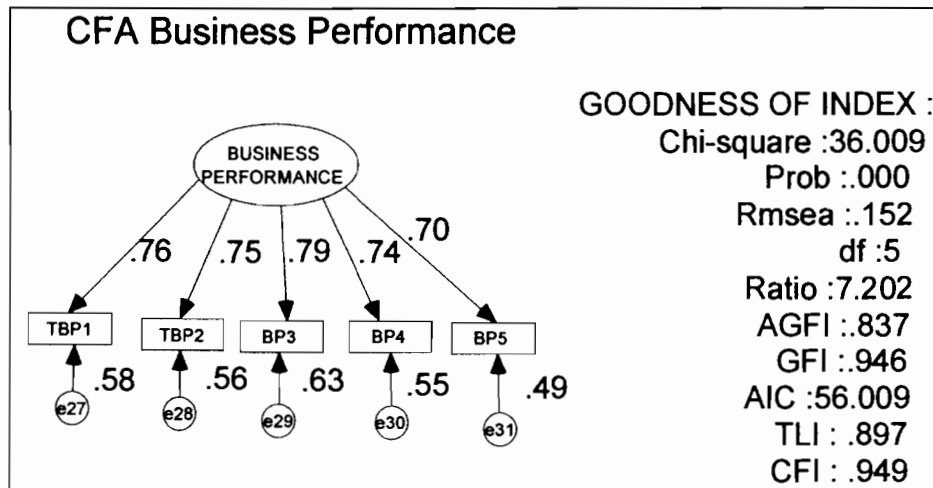 CFA Business Performance
BUSINESS
PERFORMANCE
.76
.75
.79
.74
.70
TBP1
TBP2
BP3
BP4
BP5
.58
.56
.63
.55
.49
e27
e28
e29
e30
e31
GOODNESS OF INDEX :
Chi-square :36.009
Prob :.000
Rmsea :.152
df :5
Ratio :7.202
AGFI :.837
GFI :.946
AIC :56.009
TLI : .897
CFI : .949